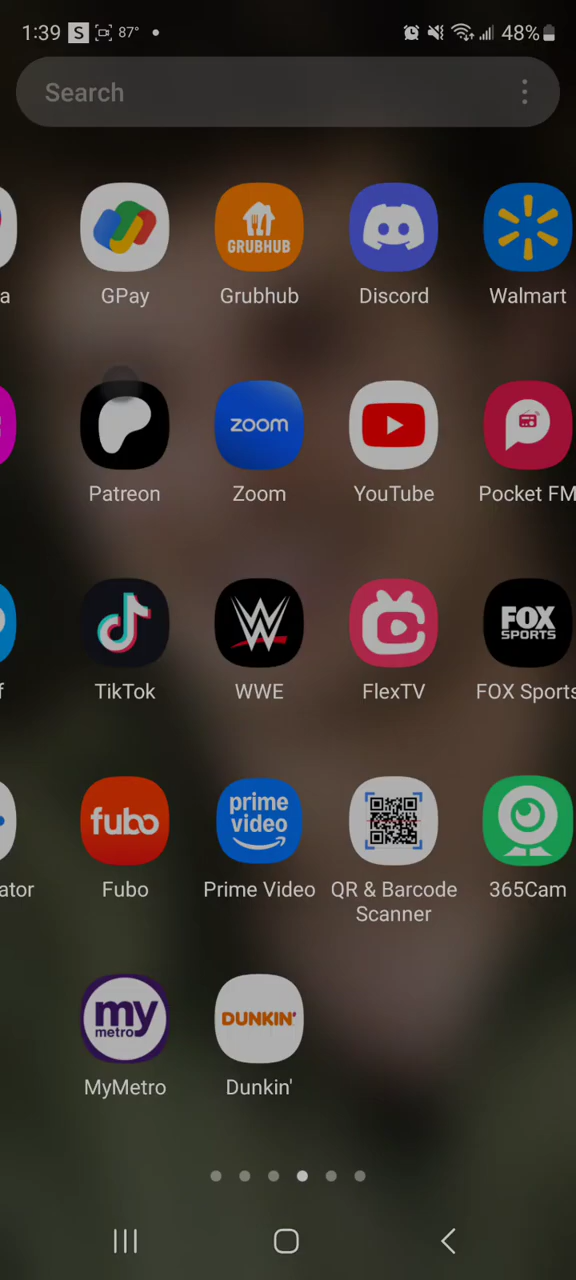 1:39 S 87° 48%
Search
GRUBHUB
a GPay Grubhub Discord Walmart
zoom
Patreon Zoom YouTube Pocket FM
W
FOX
SPORTS
f TikTok WWE FlexTV FOX Sports
fubo prime
video
ator Fubo Prime Video QR & Barcode
Scanner 365Cam
my
metro DUNKIN'
MyMetro Dunkin'